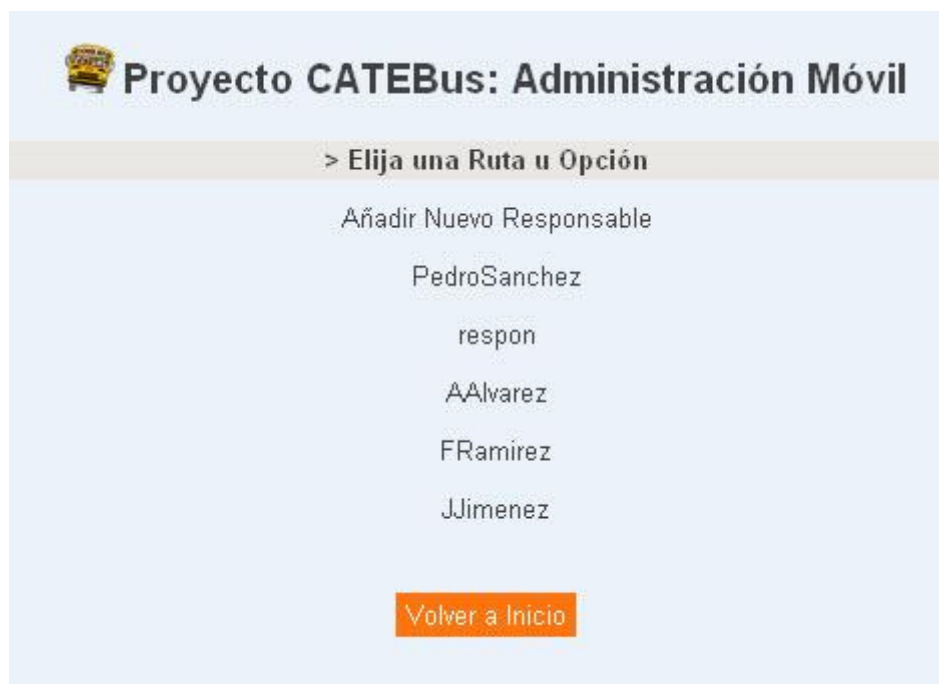 Proyecto CATEBus: Administración Móvil
> Elija una Ruta u Opción
Añadir Nuevo Responsable
PedroSanchez
respon
AAlvarez
FRamirez
JJimenez
Volver a Inicio